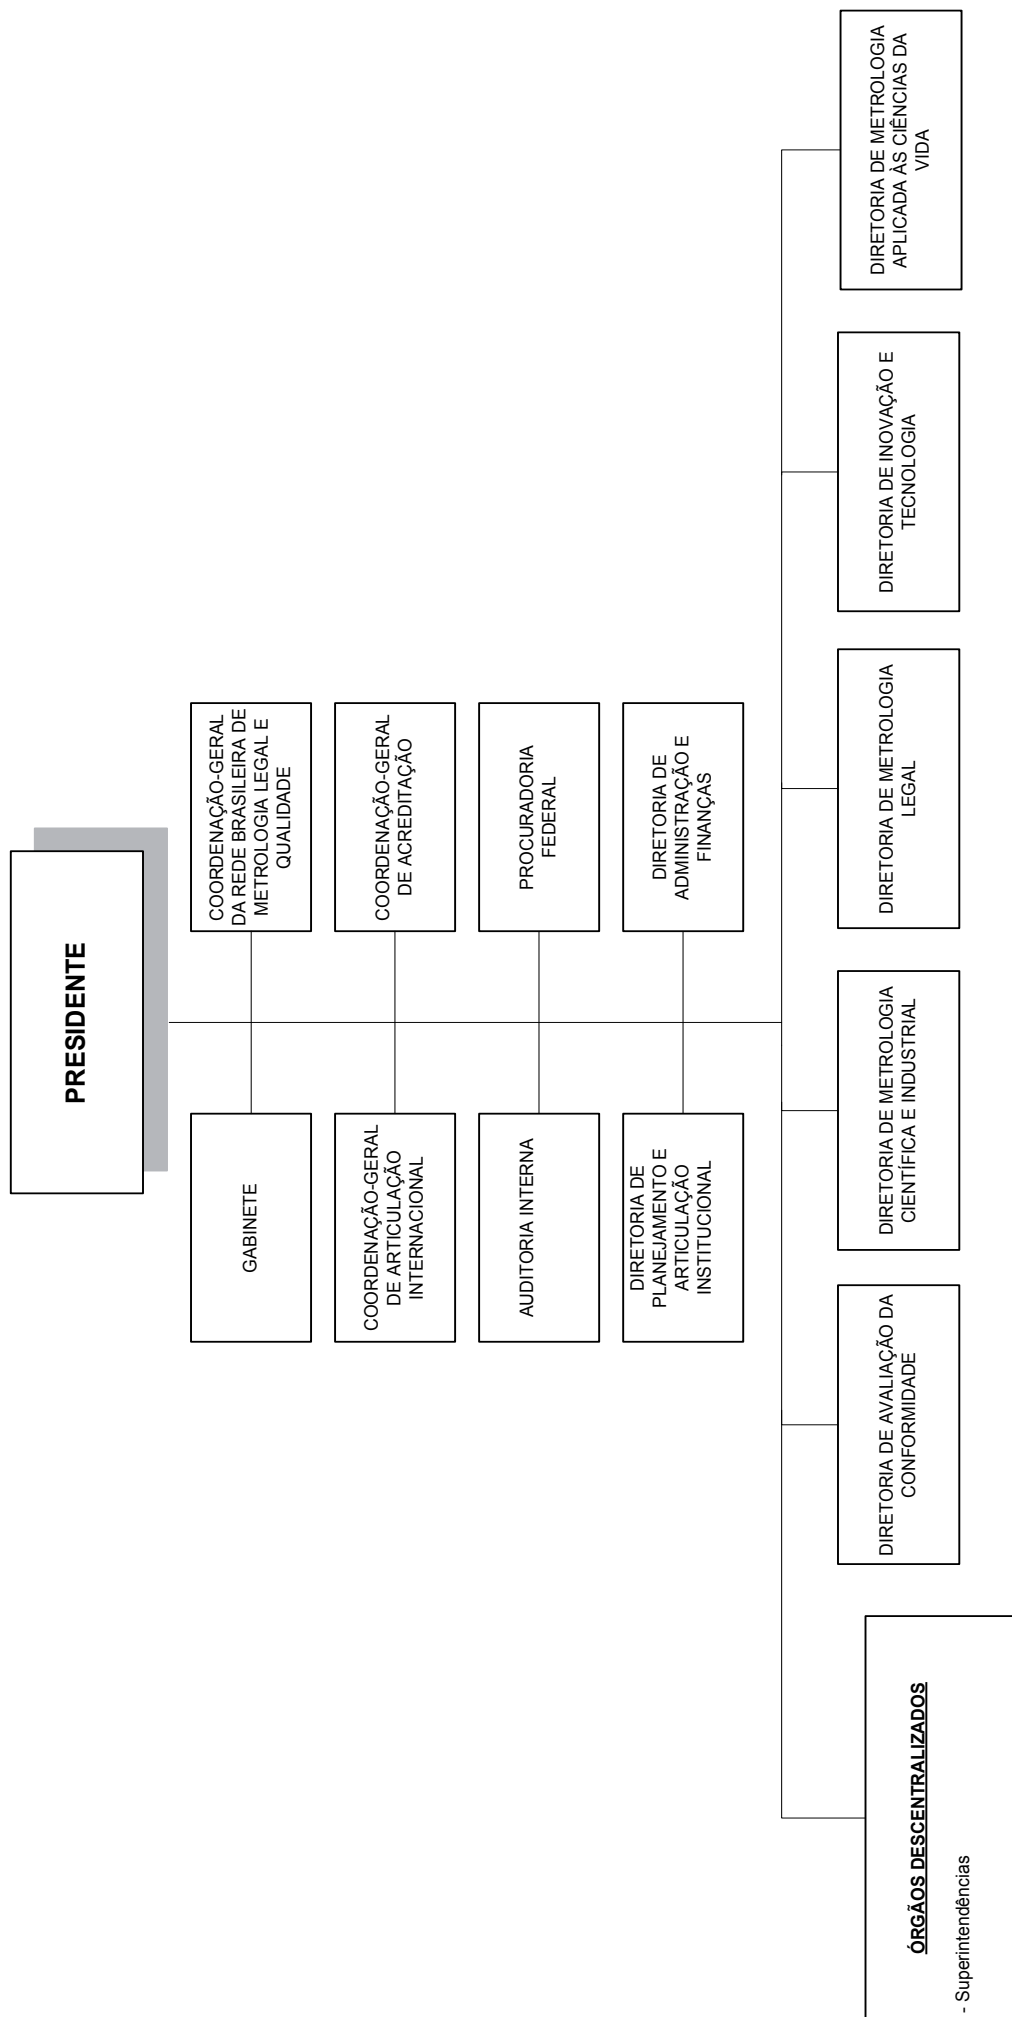 PRESIDENTE
GABINETE
COORDENAÇÃO-GERAL
DA REDE BRASILEIRA DE
METROLOGIA LEGAL E
QUALIDADE
COORDENAÇÃO-GERAL
DE ARTICULAÇÃO
INTERNACIONAL
COORDENAÇÃO-GERAL
DE ACREDITAÇÃO
AUDITORIA INTERNA
PROCURADORIA
FEDERAL
DIRETORIA DE
PLANEJAMENTO E
ARTICULAÇÃO
INSTITUCIONAL
DIRETORIA DE
ADMINISTRAÇÃO E
FINANÇAS
ÓRGÃOS DESCENTRALIZADOS
- Superintendências
DIRETORIA DE AVALIAÇÃO DA
CONFORMIDADE
DIRETORIA DE METROLOGIA
CIENTÍFICA E INDUSTRIAL
DIRETORIA DE METROLOGIA
LEGAL
DIRETORIA DE INOVAÇÃO E
TECNOLOGIA
DIRETORIA DE METROLOGIA
APLICADA ÀS CIÊNCIAS DA
VIDA